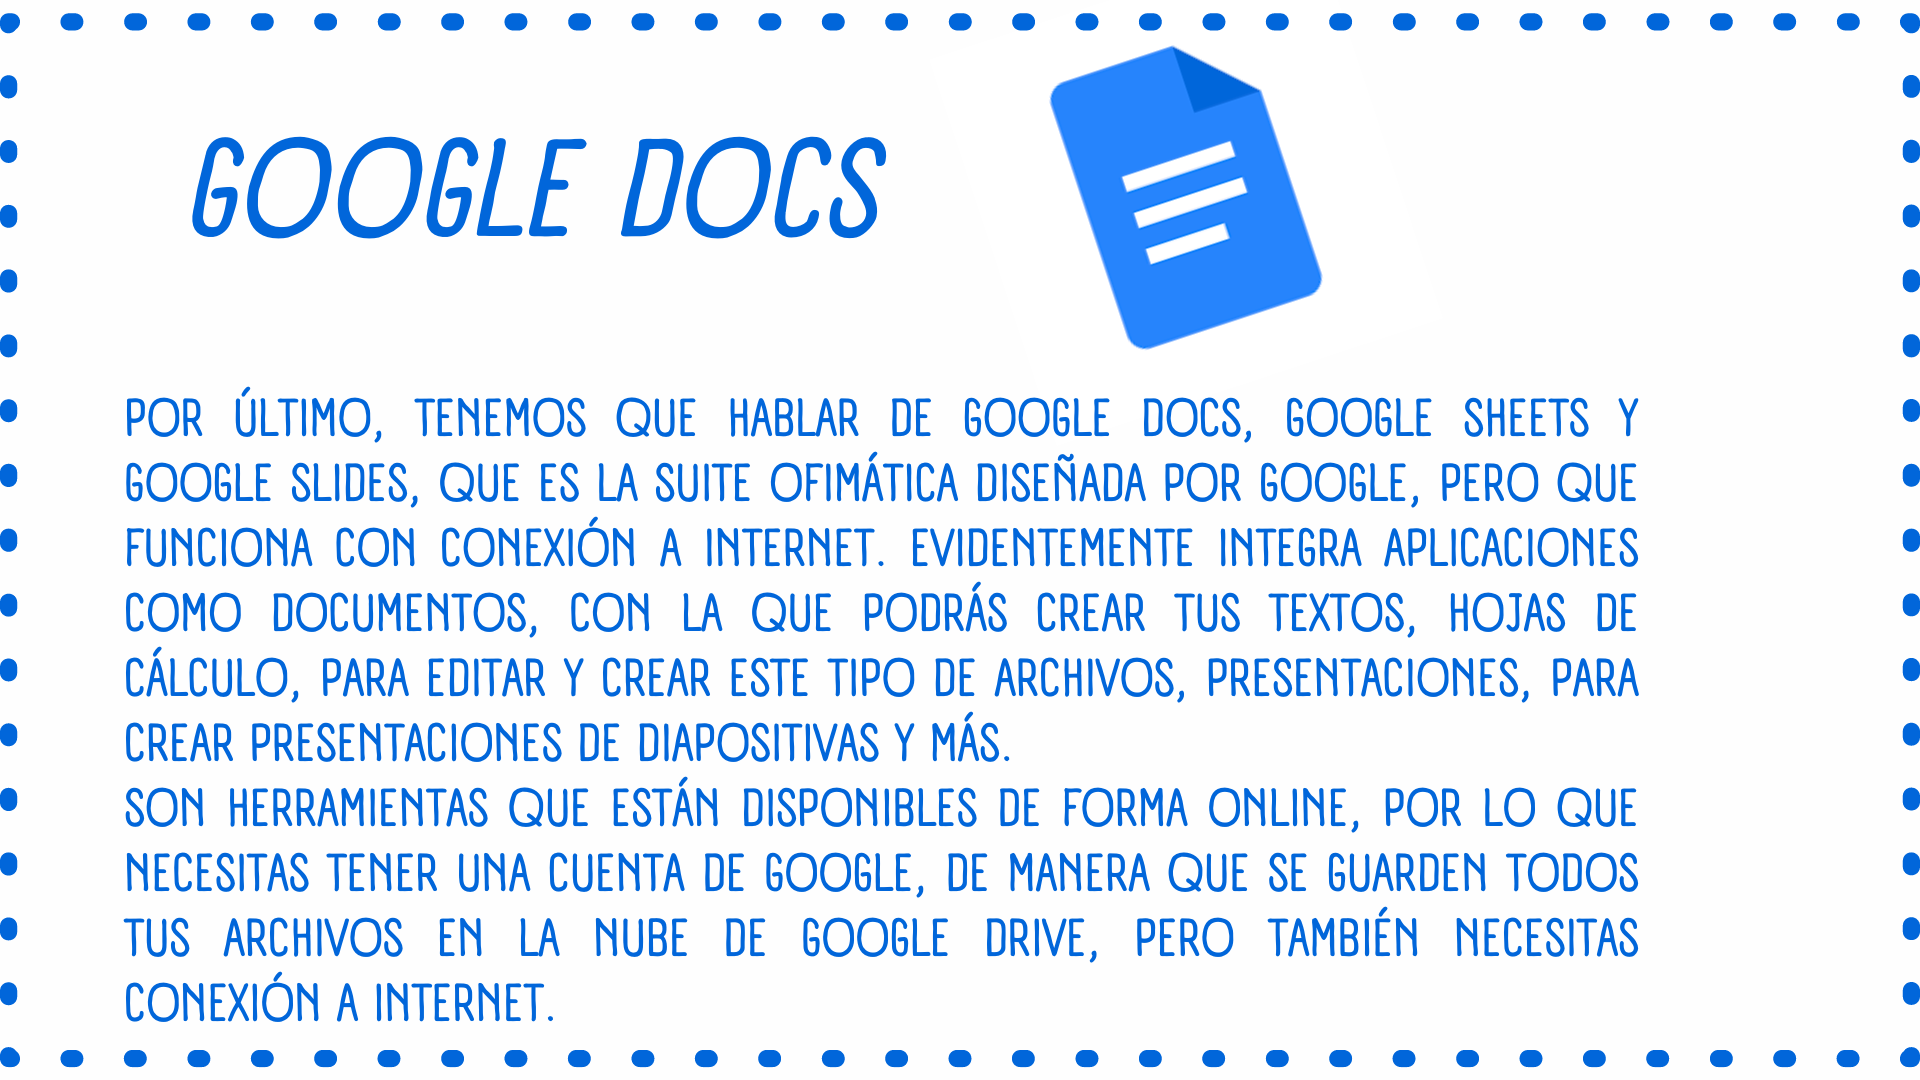 GOOGLE DOCS
POR ÚLTIMO, TENEMOS QUE HABLAR DE GOOGLE DOCS, GOOGLE SHEETS Y
GOOGLE SLIDES, QUE ES LA SUITE OFIMÁTICA DISEÑADA POR GOOGLE, PERO QUE
FUNCIONA CON CONEXIÓN A INTERNET. EVIDENTEMENTE INTEGRA APLICACIONES
COMO DOCUMENTOS, CON LA QUE PODRÁS CREAR TUS TEXTOS, HOJAS DE
CÁLCULO, PARA EDITAR Y CREAR ESTE TIPO DE ARCHIVOS, PRESENTACIONES, PARA
CREAR PRESENTACIONES DE DIAPOSITIVAS Y MÁS.
SON HERRAMIENTAS QUE ESTÁN DISPONIBLES DE FORMA ONLINE, POR LO QUE
NECESITAS TENER UNA CUENTA DE GOOGLE, DE MANERA QUE SE GUARDEN TODOS
TUS ARCHIVOS EN LA NUBE DE GOOGLE DRIVE, PERO TAMBIÉN NECESITAS
CONEXIÓN A INTERNET.